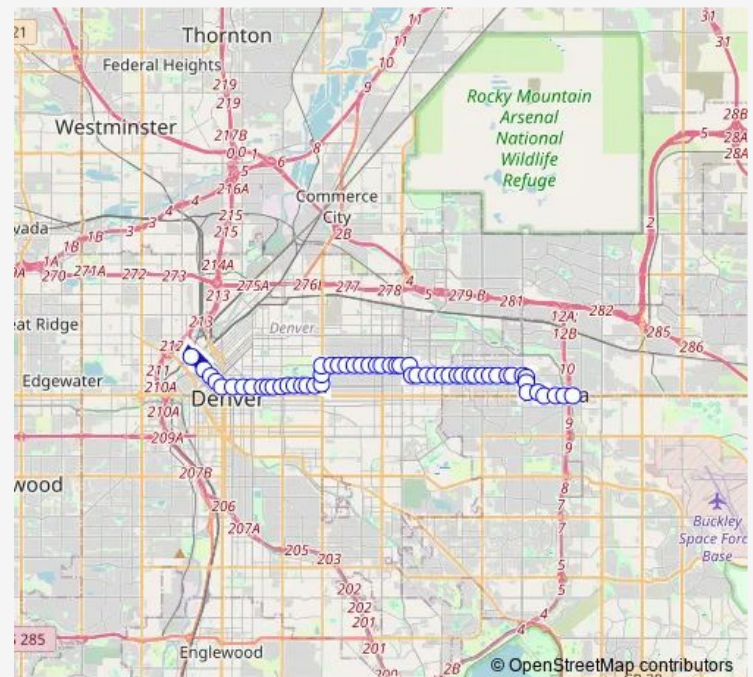 31
21
Thornton
11
11
31
Federal Heights
219
10
219
9
28B
Rocky Mountain
Arsenal
National
Wildlife
Refuge
Westminster
217B
5
28A
28A
0
0
1
6
8
5
216A
4
4
Commerce
City
3
3
215
2
vada
1B
1B
215
2B
1A
9A
270
271A
272
273
214A
4
213
275A
277
278
5
279-B
281
282
12A
eat Ridge
213
Denver
12B
285
212
286
211
10
Edgewater
210A
Denver
a
210A
9
209A
9
wood
207B
8
206
7
Buckley
Space Forc
Base
207A
7
205
203
202
5
201
5
4
285
201
4
Englewood
2B
200
© OpenStreetMap contributors